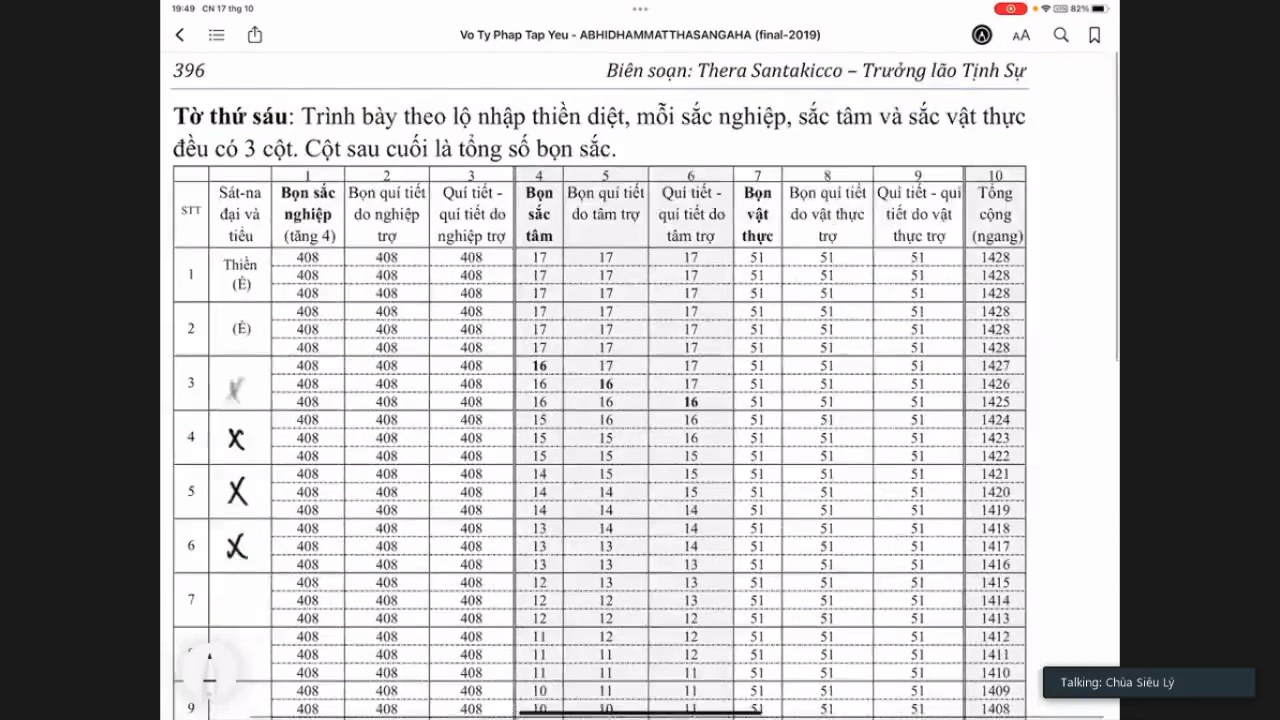 19:49 CN 17 thg 10
82%
Vo Ty Phap Tap Yeu - ABHIDHAMMATTHASANGAHA (final-2019)
AA
396 Biên soạn: Thera Santakicco – Trưởng lão Tịnh Sự
Tờ thứ sáu: Trình bày theo lộ nhập thiền diệt, mỗi sắc nghiệp, sắc tâm và sắc vật thực
đều có 3 cột. Cột sau cuối là tổng số bọn sắc.
1 2 3 4 5 6 7 8 9 10
STT Sát-na đại và tiểu Bọn sắc nghiệp (tăng 4) Bọn quí tiết do nghiệp trợ Quí tiết - quí tiết do nghiệp trợ Bọn sắc tâm Bọn quí tiết do tâm trợ Quí tiết - quí tiết do tâm trợ Bọn vật thực Bọn quí tiết do vật thực trợ Quí tiết - quí tiết do vật thực trợ Tổng cộng (ngang)
1 Thiền (Ê) 408 408 408 17 17 17 51 51 51 1428
408 408 408 17 17 17 51 51 51 1428
408 408 408 17 17 17 51 51 51 1428
2 (Ê) 408 408 408 17 17 17 51 51 51 1428
408 408 408 17 17 17 51 51 51 1428
408 408 408 17 17 17 51 51 51 1428
3 x 408 408 408 16 17 17 51 51 51 1427
408 408 408 16 16 17 51 51 51 1426
408 408 408 16 16 16 51 51 51 1425
4 x 408 408 408 15 16 16 51 51 51 1424
408 408 408 15 15 16 51 51 51 1423
408 408 408 15 15 15 51 51 51 1422
5 x 408 408 408 14 15 15 51 51 51 1421
408 408 408 14 14 15 51 51 51 1420
408 408 408 14 14 14 51 51 51 1419
6 x 408 408 408 13 14 14 51 51 51 1418
408 408 408 13 13 14 51 51 51 1417
408 408 408 13 13 13 51 51 51 1416
7 408 408 408 12 13 13 51 51 51 1415
408 408 408 12 12 13 51 51 51 1414
408 408 408 12 12 12 51 51 51 1413
408 408 408 11 12 12 51 51 51 1412
408 408 408 11 11 12 51 51 51 1411
408 408 408 11 11 11 51 51 51 1410
9 408 408 408 10 11 11 51 51 51 1409
408 408 408 10 10 11 51 51 51 1408
Talking: Chùa Siêu Lý